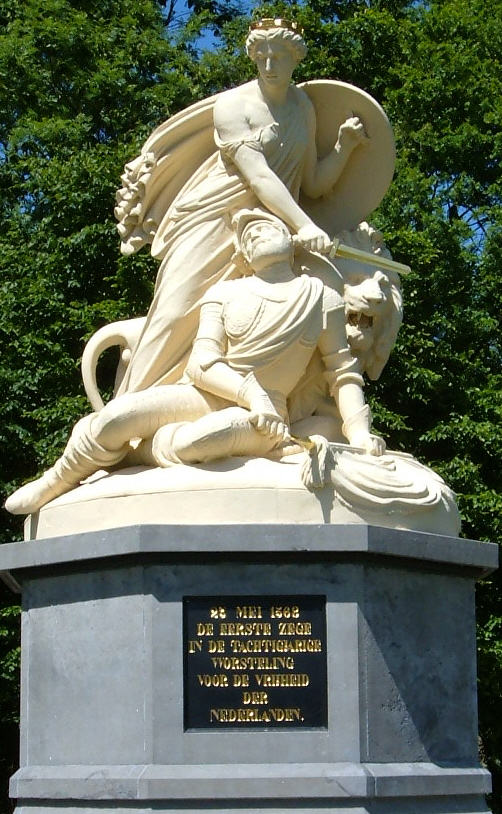 23 MEI 1568
DE EERSTE ZEGE
IN DE TACHTIGJARIGE
WORSTELING
VOOR DE VRIJHEID
DER
NEDERLANDEN.